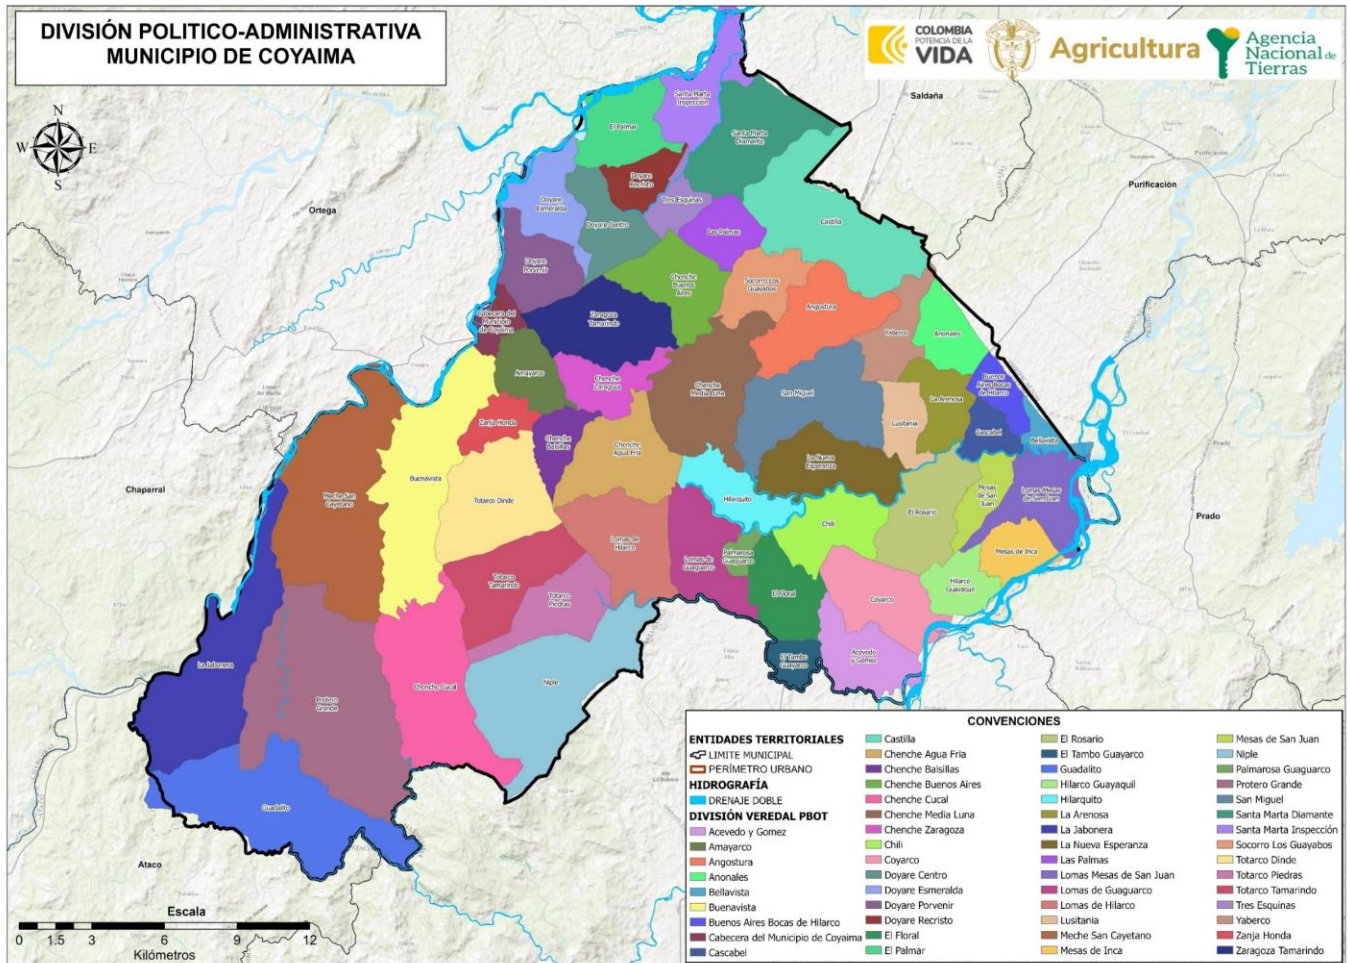 DIVISIÓN POLITICO-ADMINISTRATIVA
MUNICIPIO DE COYAIMA
COLOMBIA
POTENCIA DE LA
VIDA
Agricultura
Agencia
Nacional de
Tierras
N
W
E
S
Saldaña
Purificación
Ortega
Chaparral
Prado
Ataco
Santa Marta
Inspección
El Palmar
Santa Marta
Diamante
Doyare
Recristo
Doyare
Esmeralda
Tres Esquinas
Doyare Centro
Las Palmas
Castilla
Doyare
Porvenir
Chenche
Buenos
Aires
Socorro Los
Guayabos
Cabecera del
Municipio
de Coyaima
Zaragoza
Tamarindo
Angostura
Yaberco
Anonales
Amayarco
Chenche
Zaragoza
Chenche
Media Luna
San Miguel
Buenos
Aires Bocas
de Hilarco
La Arenosa
Zanja Honda
Lusitania
Cascabel
Bellavista
Chenche
Balsillas
Chenche
Agua Fria
La Nueva
Esperanza
Buenavista
Meche San
Cayetano
Totarco Dinde
Hilarquito
Mesas
de San
Juan
Lomas Mesas
de San Juan
El Rosario
Chili
Lomas de
Hilarco
Lomas de
Guaguarco
Palmarosa
Guaguarco
Mesas de Inca
Totarco
Tamarindo
Totarco
Piedras
El Floral
Coyarco
Hilarco
Guayaquil
La Jabonera
El Tambo
Guayarco
Acevedo
y Gomez
Chenche Cucal
Niple
Protero
Grande
Guadalito
Escala
0 1.5 3 6 9 12
Kilómetros
CONVENCIONES
ENTIDADES TERRITORIALES
LIMITE MUNICIPAL
PERÍMETRO URBANO
HIDROGRAFÍA
DRENAJE DOBLE
DIVISIÓN VEREDAL PBOT
Acevedo y Gomez
Amayarco
Angostura
Anonales
Bellavista
Buenavista
Buenos Aires Bocas de Hilarco
Cabecera del Municipio de Coyaima
Cascabel
Castilla
Chenche Agua Fria
Chenche Balsillas
Chenche Buenos Aires
Chenche Cucal
Chenche Media Luna
Chenche Zaragoza
Chili
Coyarco
Doyare Centro
Doyare Esmeralda
Doyare Porvenir
Doyare Recristo
El Floral
El Palmar
El Rosario
El Tambo Guayarco
Guadalito
Hilarco Guayaquil
Hilarquito
La Arenosa
La Jabonera
La Nueva Esperanza
Las Palmas
Lomas Mesas de San Juan
Lomas de Guaguarco
Lomas de Hilarco
Lusitania
Meche San Cayetano
Mesas de Inca
Mesas de San Juan
Niple
Palmarosa Guaguarco
Protero Grande
San Miguel
Santa Marta Diamante
Santa Marta Inspección
Socorro Los Guayabos
Totarco Dinde
Totarco Piedras
Totarco Tamarindo
Tres Esquinas
Yaberco
Zanja Honda
Zaragoza Tamarindo